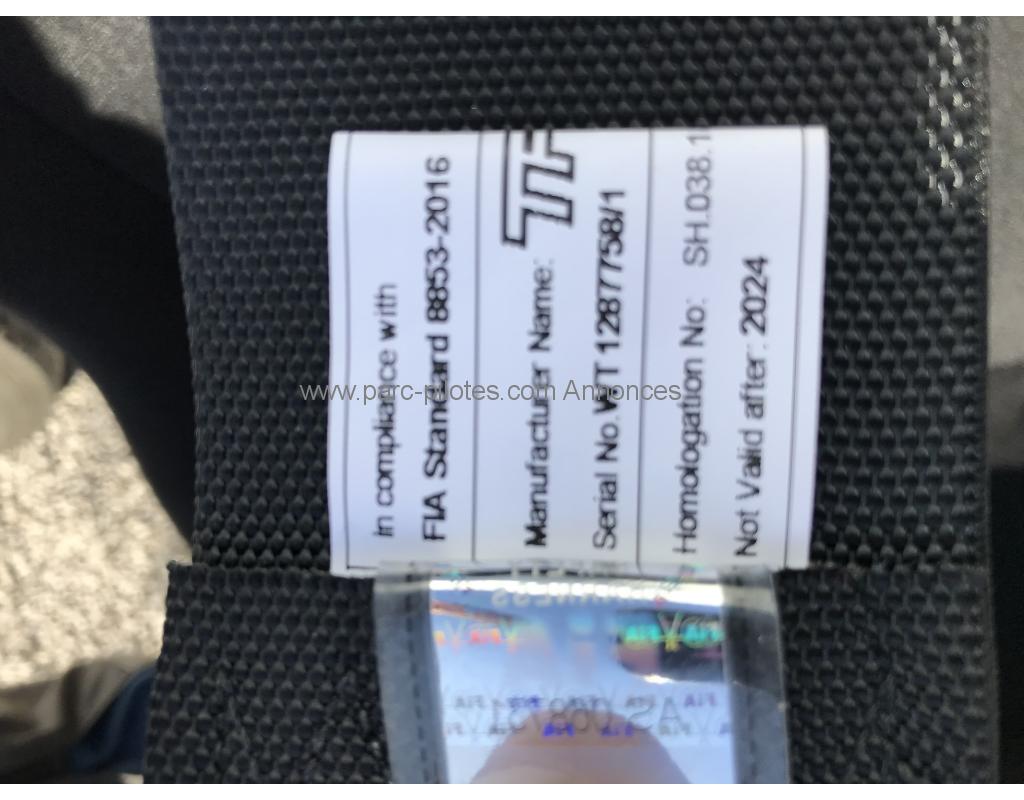 In compliance with
FIA Standard 8853-2016
Manufacturer Name:
Serial No. WTT 1287758/1
Homologation No: SH.038.1
Not Valid after: 2024
www.parc-pilotes.com Annonces